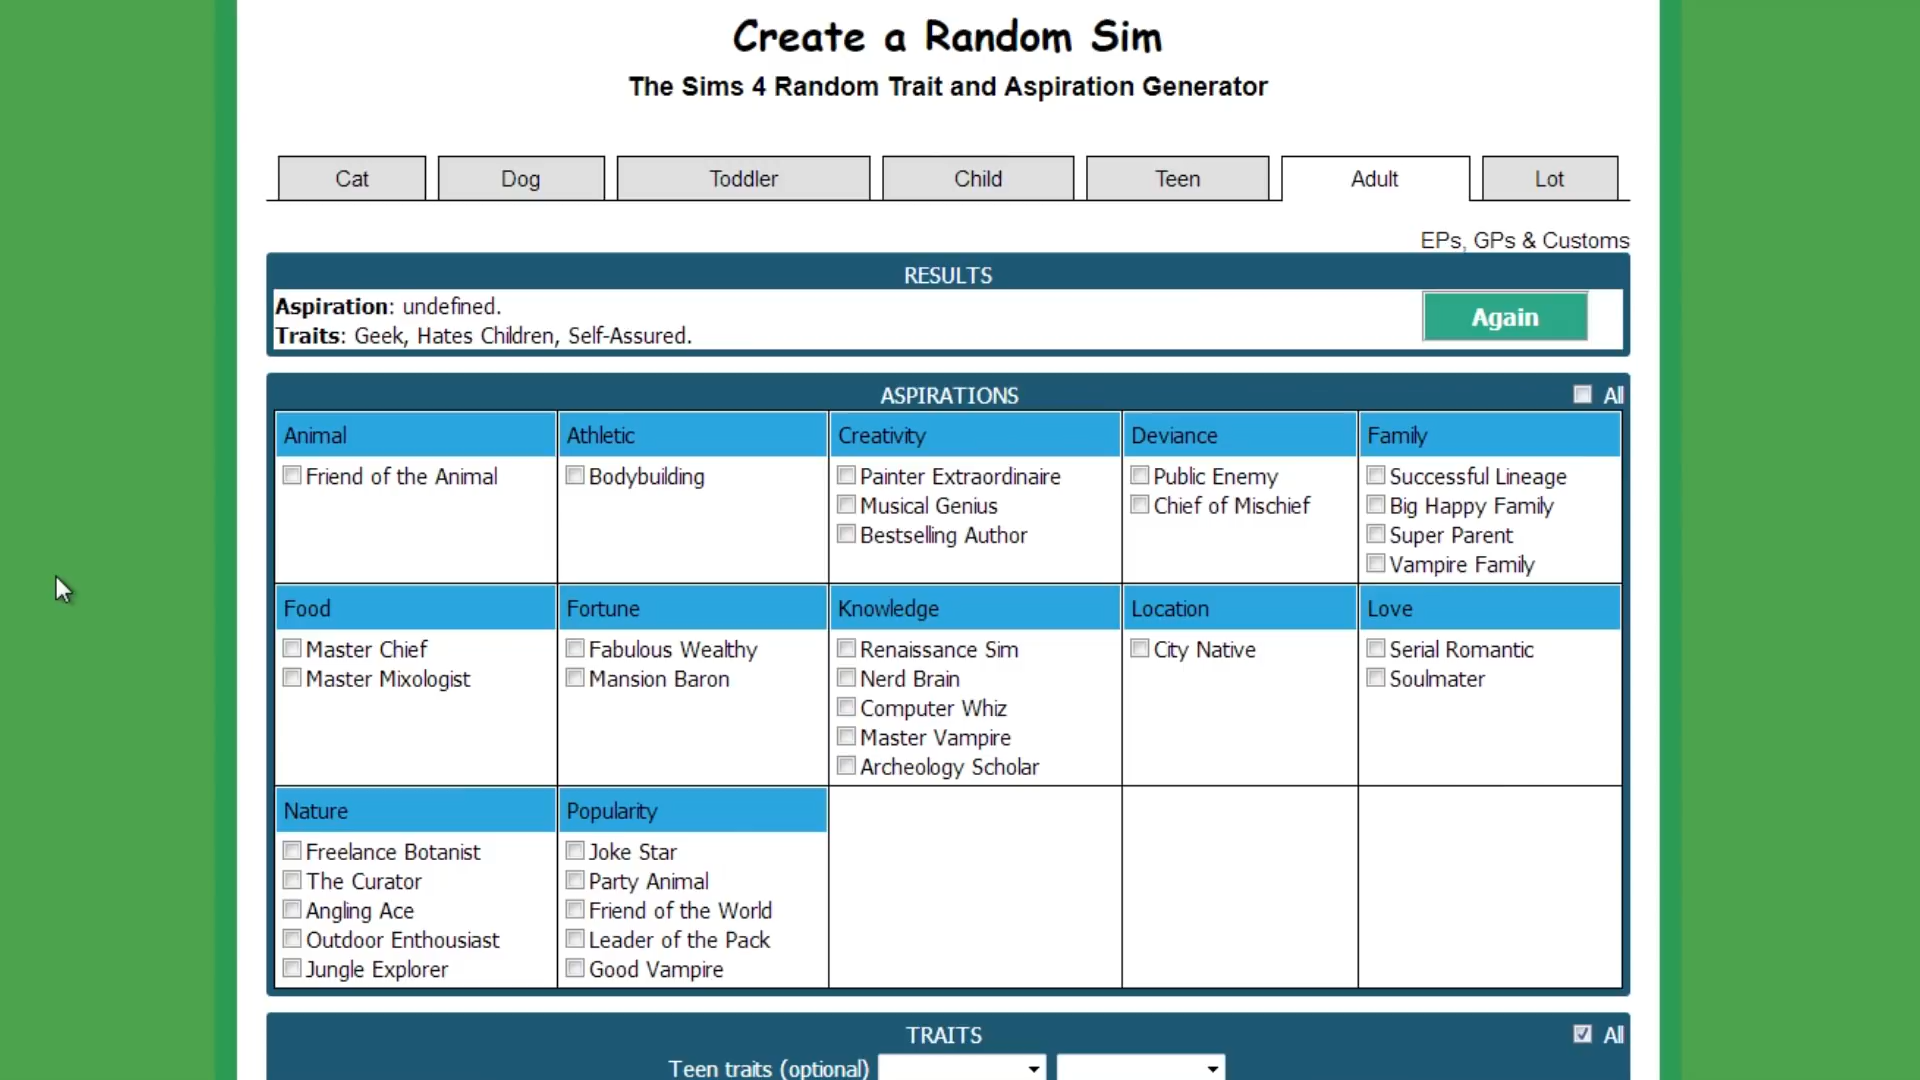 Create a Random Sim
The Sims 4 Random Trait and Aspiration Generator
Cat Dog Toddler Child Teen Adult Lot
EPs, GPs & Customs
RESULTS
Aspiration: undefined.
Traits: Geek, Hates Children, Self-Assured.
Again
ASPIRATIONS All
Animal
Friend of the Animal
Athletic
Bodybuilding
Creativity
Painter Extraordinaire
Musical Genius
Bestselling Author
Deviance
Public Enemy
Chief of Mischief
Family
Successful Lineage
Big Happy Family
Super Parent
Vampire Family
Food
Master Chief
Master Mixologist
Fortune
Fabulous Wealthy
Mansion Baron
Knowledge
Renaissance Sim
Nerd Brain
Computer Whiz
Master Vampire
Archeology Scholar
Location
City Native
Love
Serial Romantic
Soulmater
Nature
Freelance Botanist
The Curator
Angling Ace
Outdoor Enthousiast
Jungle Explorer
Popularity
Joke Star
Party Animal
Friend of the World
Leader of the Pack
Good Vampire
TRAITS All
Teen traits (optional)